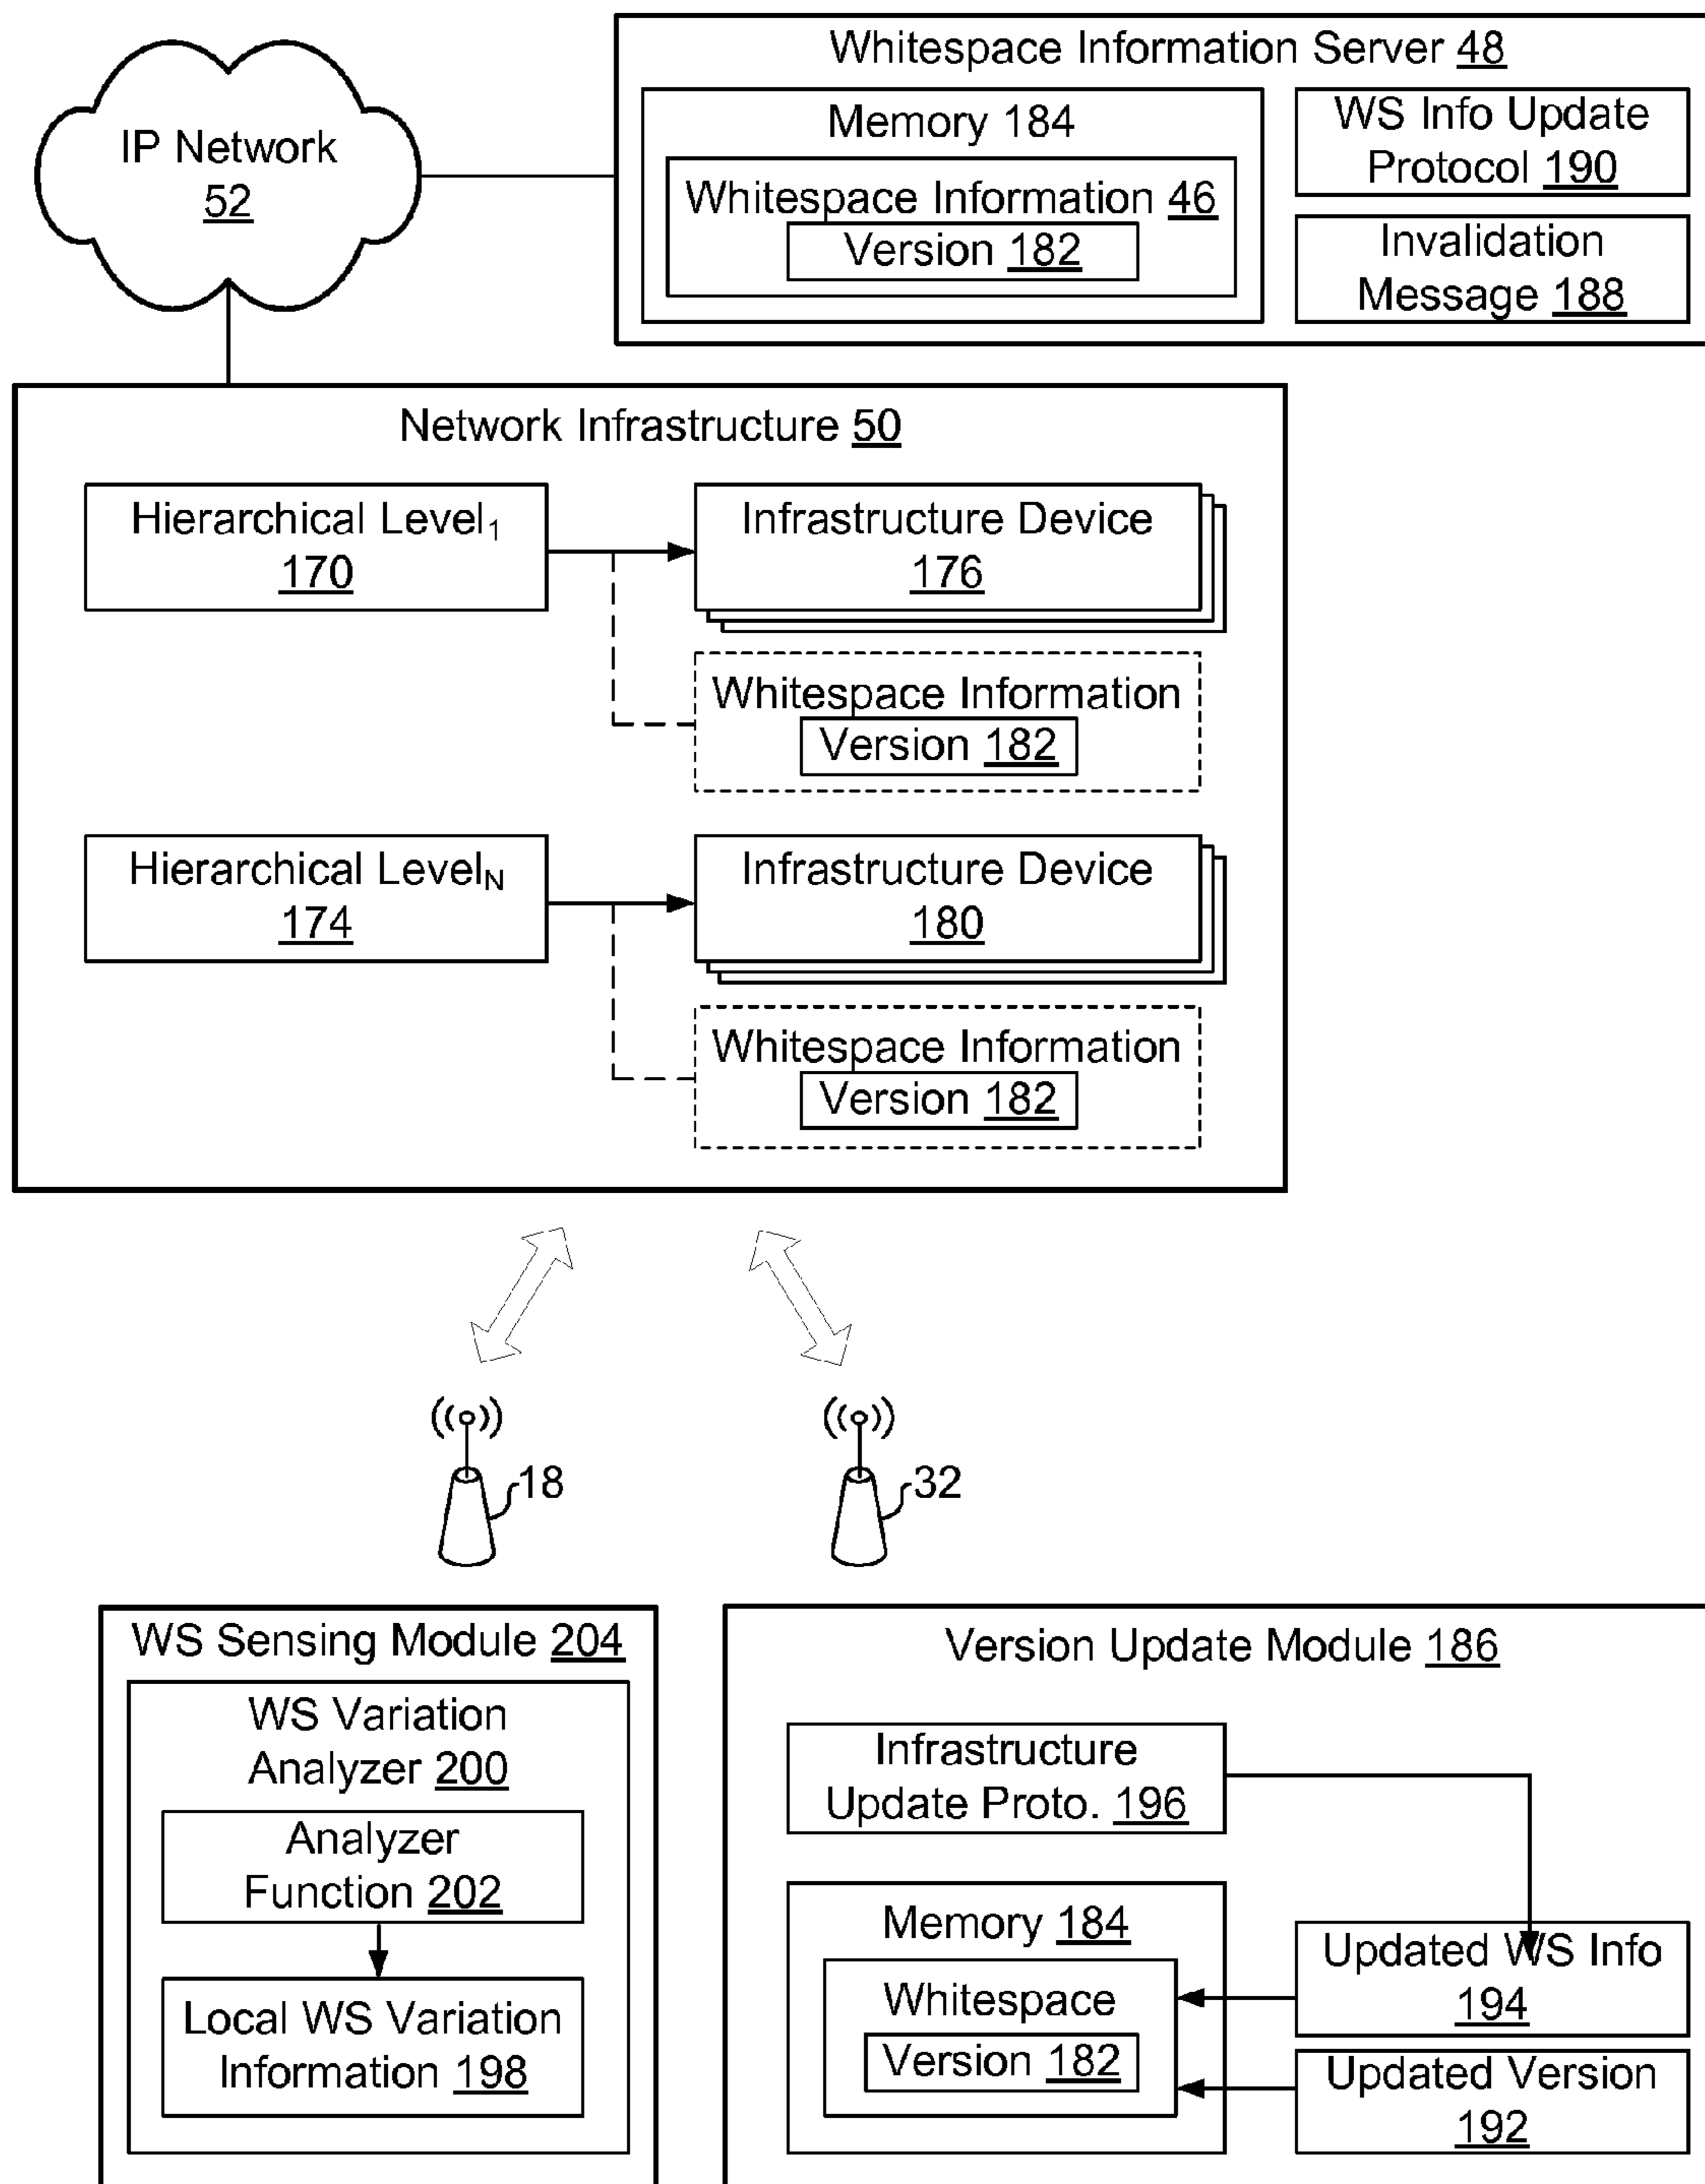 Whitespace Information Server 48
IP Network
52
Memory 184
Whitespace Information 46
Version 182
WS Info Update
Protocol 190
Invalidation
Message 188
Network Infrastructure 50
Hierarchical Level1
170
Infrastructure Device
176
Whitespace Information
Version 182
Hierarchical LevelN
174
Infrastructure Device
180
Whitespace Information
Version 182
18
32
WS Sensing Module 204
WS Variation
Analyzer 200
Analyzer
Function 202
Local WS Variation
Information 198
Version Update Module 186
Infrastructure
Update Proto. 196
Memory 184
Whitespace
Version 182
Updated WS Info
194
Updated Version
192